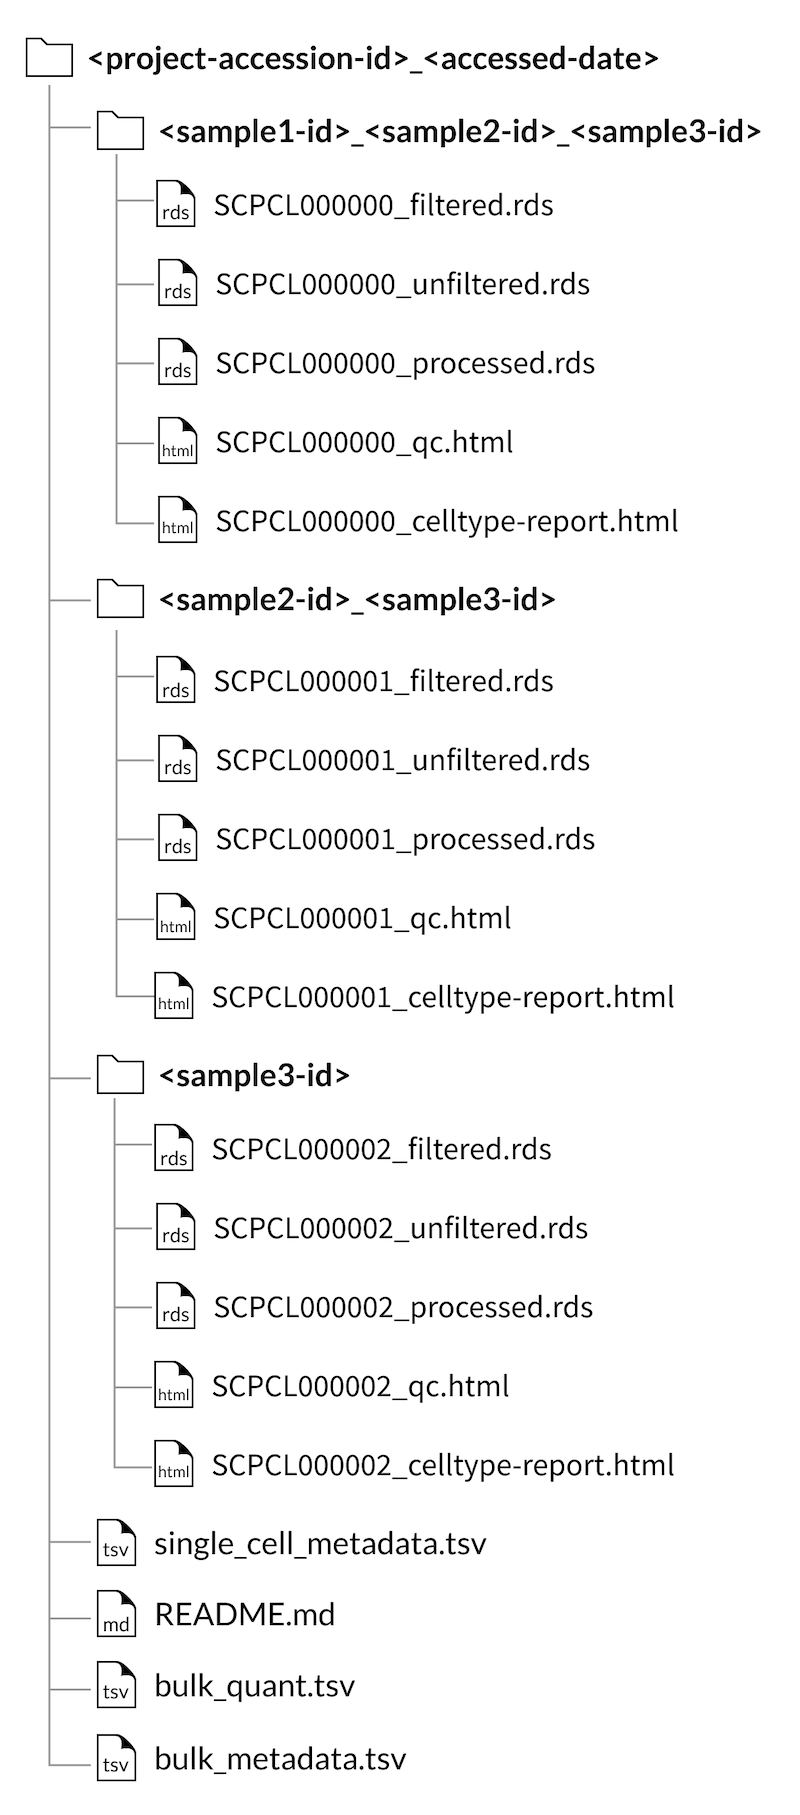 <project-accession-id>_<accessed-date>
<sample1-id>_<sample2-id>_<sample3-id>
rds SCPCL000000_filtered.rds
rds SCPCL000000_unfiltered.rds
rds SCPCL000000_processed.rds
html SCPCL000000_qc.html
html SCPCL000000_celltype-report.html
<sample2-id>_<sample3-id>
rds SCPCL000001_filtered.rds
rds SCPCL000001_unfiltered.rds
rds SCPCL000001_processed.rds
html SCPCL000001_qc.html
html SCPCL000001_celltype-report.html
<sample3-id>
rds SCPCL000002_filtered.rds
rds SCPCL000002_unfiltered.rds
rds SCPCL000002_processed.rds
html SCPCL000002_qc.html
html SCPCL000002_celltype-report.html
tsv single_cell_metadata.tsv
md README.md
tsv bulk_quant.tsv
tsv bulk_metadata.tsv